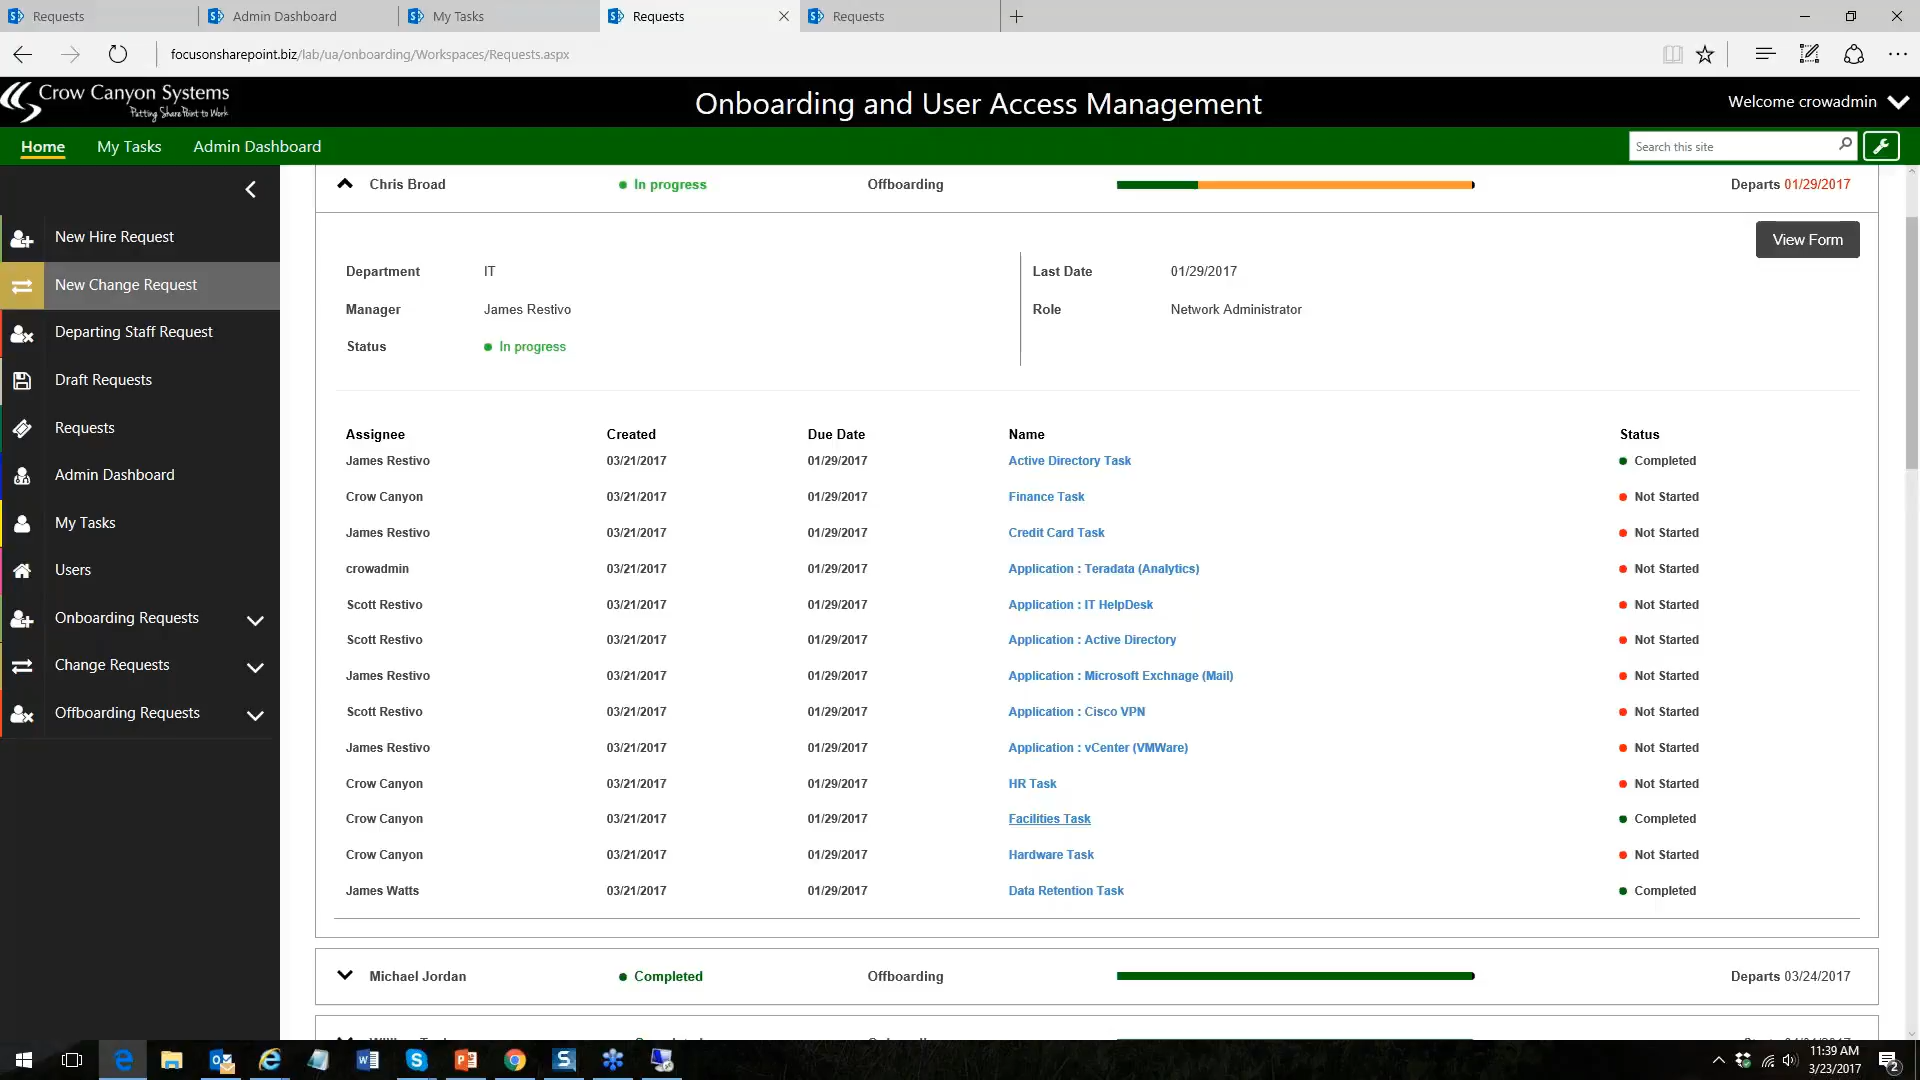 Requests
Admin Dashboard
My Tasks
Requests
Requests
focusonsharepoint.biz/lab/ua/onboarding/Workspaces/Requests.aspx
Crow Canyon Systems
Putting SharePoint to Work
Onboarding and User Access Management
Welcome crowadmin
Home
My Tasks
Admin Dashboard
Search this site
New Hire Request
New Change Request
Departing Staff Request
Draft Requests
Requests
Admin Dashboard
My Tasks
Users
Onboarding Requests
Change Requests
Offboarding Requests
Chris Broad In progress Offboarding Departs 01/29/2017
View Form
Department IT Last Date 01/29/2017
Manager James Restivo Role Network Administrator
Status In progress
Assignee Created Due Date Name Status
James Restivo 03/21/2017 01/29/2017 Active Directory Task Completed
Crow Canyon 03/21/2017 01/29/2017 Finance Task Not Started
James Restivo 03/21/2017 01/29/2017 Credit Card Task Not Started
crowadmin 03/21/2017 01/29/2017 Application : Teradata (Analytics) Not Started
Scott Restivo 03/21/2017 01/29/2017 Application : IT HelpDesk Not Started
Scott Restivo 03/21/2017 01/29/2017 Application : Active Directory Not Started
James Restivo 03/21/2017 01/29/2017 Application : Microsoft Exchnage (Mail) Not Started
Scott Restivo 03/21/2017 01/29/2017 Application : Cisco VPN Not Started
James Restivo 03/21/2017 01/29/2017 Application : vCenter (VMWare) Not Started
Crow Canyon 03/21/2017 01/29/2017 HR Task Not Started
Crow Canyon 03/21/2017 01/29/2017 Facilities Task Completed
Crow Canyon 03/21/2017 01/29/2017 Hardware Task Not Started
James Watts 03/21/2017 01/29/2017 Data Retention Task Completed
Michael Jordan Completed Offboarding Departs 03/24/2017
11:39 AM
3/23/2017
2